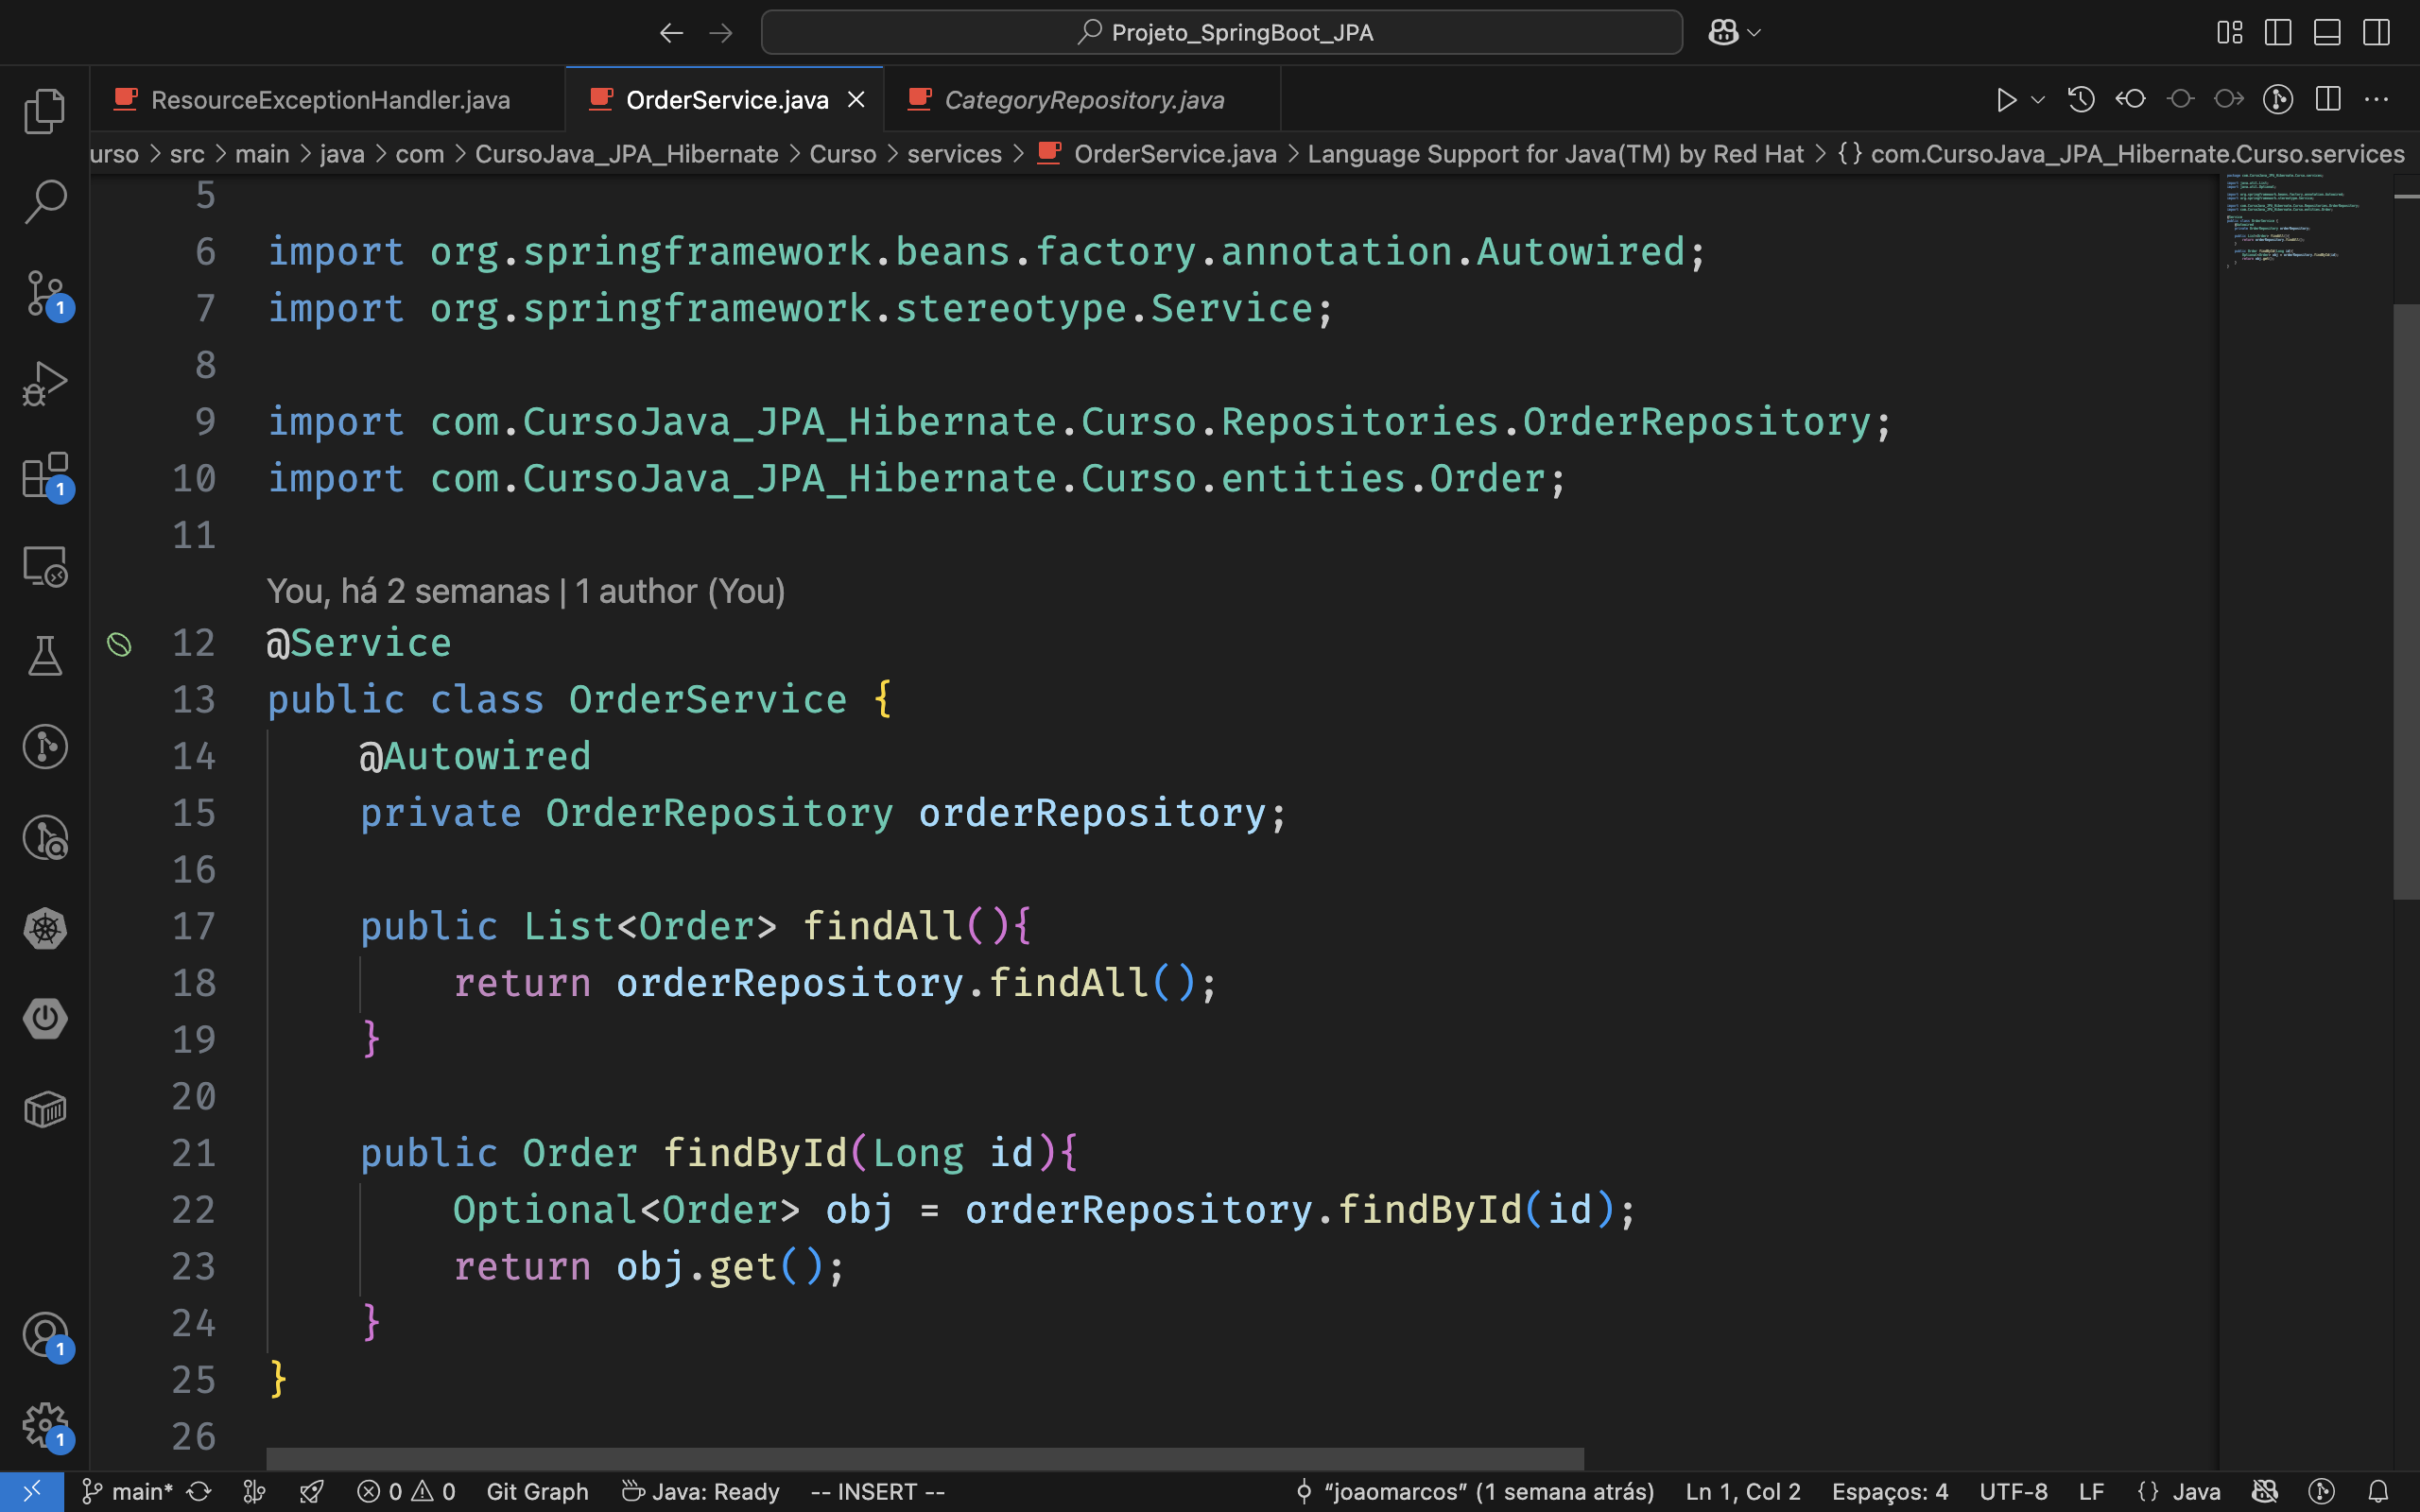 Projeto_SpringBoot_JPA
ResourceExceptionHandler.java OrderService.java CategoryRepository.java
urso > src > main > java > com > CursoJava_JPA_Hibernate > Curso > services > OrderService.java > Language Support for Java(TM) by Red Hat > {} com.CursoJava_JPA_Hibernate.Curso.services
5
6 import org.springframework.beans.factory.annotation.Autowired;
7 import org.springframework.stereotype.Service;
8
9 import com.CursoJava_JPA_Hibernate.Curso.Repositories.OrderRepository;
10 import com.CursoJava_JPA_Hibernate.Curso.entities.Order;
11
You, há 2 semanas | 1 author (You)
12 @Service
13 public class OrderService {
14 @Autowired
15 private OrderRepository orderRepository;
16
17 public List<Order> findAll(){
18 return orderRepository.findAll();
19 }
20
21 public Order findById(Long id){
22 Optional<Order> obj = orderRepository.findById(id);
23 return obj.get();
24 }
25 }
26
1
1
1
1
main* 0 0 Git Graph Java: Ready -- INSERT -- "joaomarcos" (1 semana atrás) Ln 1, Col 2 Espaços: 4 UTF-8 LF {} Java